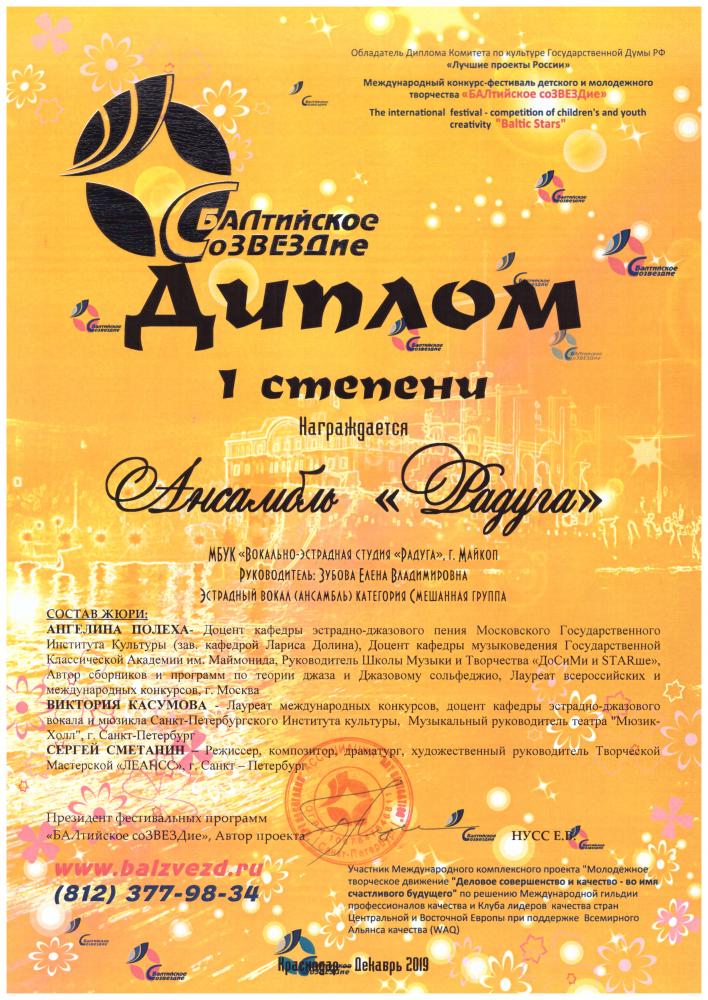 Обладатель Диплома Комитета по культуре Государственной Думы РФ
«Лучшие проекты России»
Международный конкурс-фестиваль детского и молодежного
творчества «БАЛтийское соЗВЕЗДие»
The international festival - competition of children's and youth
creativity "Baltic Stars"
БАЛтийское
СоЗВЕЗДие
Диплом
1 степени
Награждается
Ансамбль «Радуга»
МБУК «Вокально-эстрадная студия «Радуга», г. Майкоп
Руководитель: Зубова Елена Владимировна
Эстрадный вокал (ансамбль) категория Смешанная группа
СОСТАВ ЖЮРИ:
АНГЕЛИНА ПОЛЕХА- Доцент кафедры эстрадно-джазового пения Московского Государственного
Института Культуры (зав. кафедрой Лариса Долина), Доцент кафедры музыковедения Государственной
Классической Академии им. Маймонида, Руководитель Школы Музыки и Творчества «ДоСиМи и STARше»,
Автор сборников и программ по теории джаза и Джазовому сольфеджио, Лауреат всероссийских и
международных конкурсов, г. Москва
ВИКТОРИЯ КАСУМОВА - Лауреат международных конкурсов, доцент кафедры эстрадно-джазового
вокала и мюзикла Санкт-Петербургского Института культуры, Музыкальный руководитель театра "Мюзик-
Холл", г. Санкт-Петербург
СЕРГЕЙ СМЕТАНИН – Режиссер, композитор, драматург, художественный руководитель Творческой
Мастерской «ЛЕАНСС», г. Санкт – Петербург
Президент фестивальных программ
«БАЛтийское соЗВЕЗДие», Автор проекта
НУСС Е.В.
www.balzvezd.ru
(812) 377-98-34
Участник Международного комплексного проекта "Молодежное
творческое движение "Деловое совершенство и качество - во имя
счастливого будущего" по решению Международной гильдии
профессионалов качества и Клуба лидеров качества стран
Центральной и Восточной Европы при поддержке Всемирного
Альянса качества (WAQ)
Краснодар Декабрь 2019